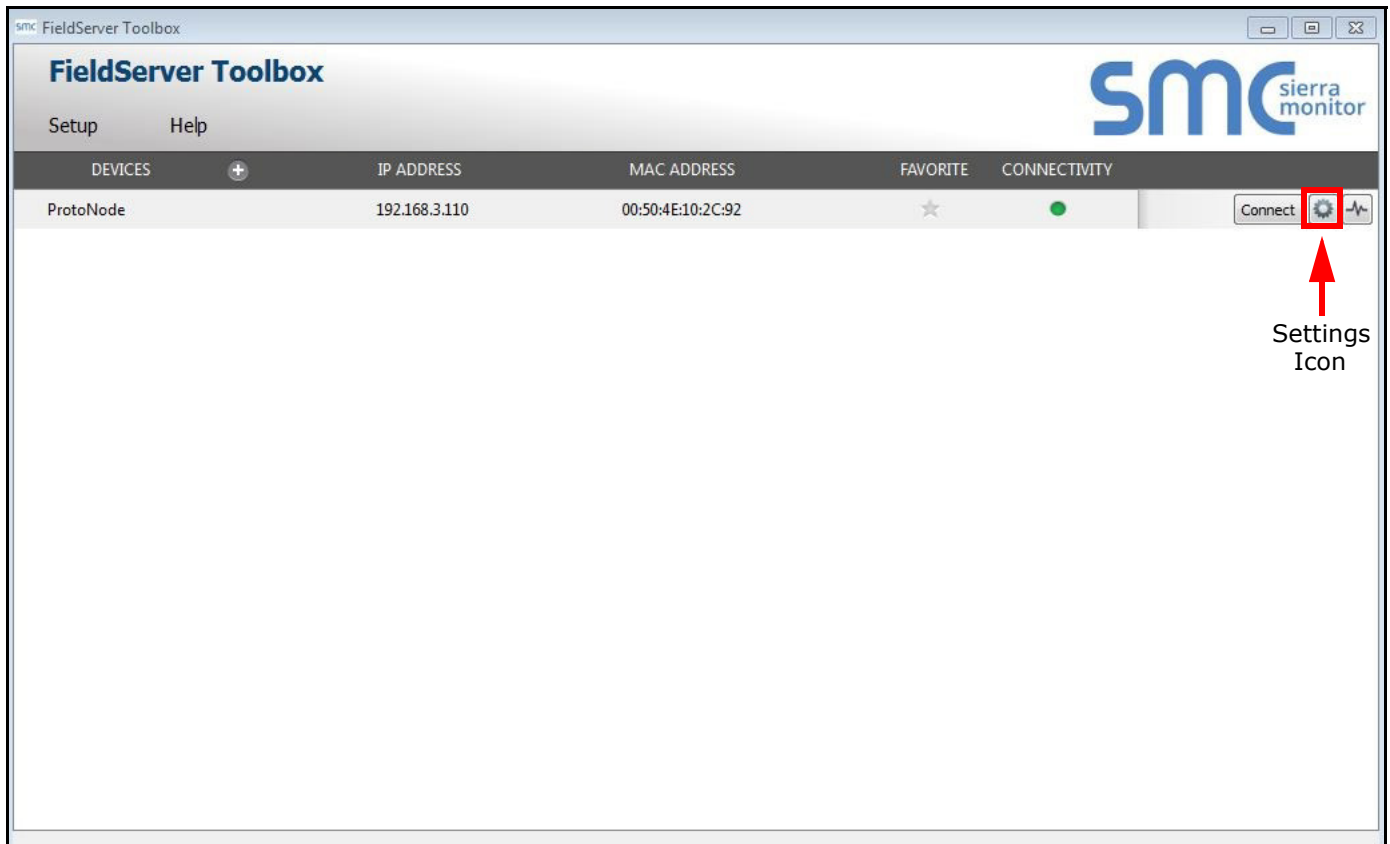 smc FieldServer Toolbox
FieldServer Toolbox
smc sierra monitor
Setup Help
DEVICES IP ADDRESS MAC ADDRESS FAVORITE CONNECTIVITY
ProtoNode 192.168.3.110 00:50:4E:10:2C:92 Connect
Settings
Icon